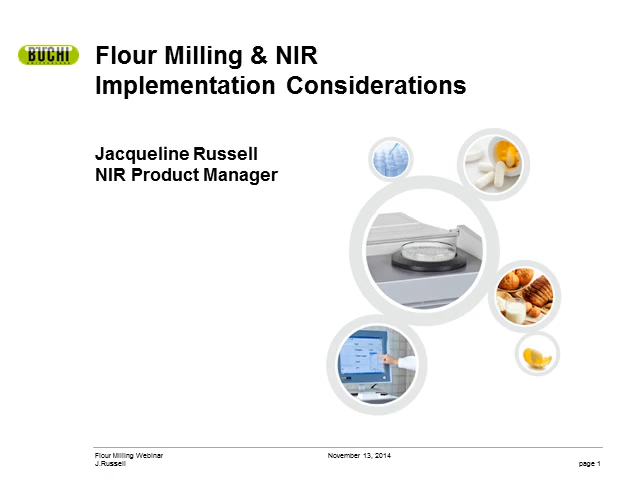 BUCHI
Flour Milling & NIR
Implementation Considerations
Jacqueline Russell
NIR Product Manager
Flour Milling Webinar
November 13, 2014
J.Russell
page 1